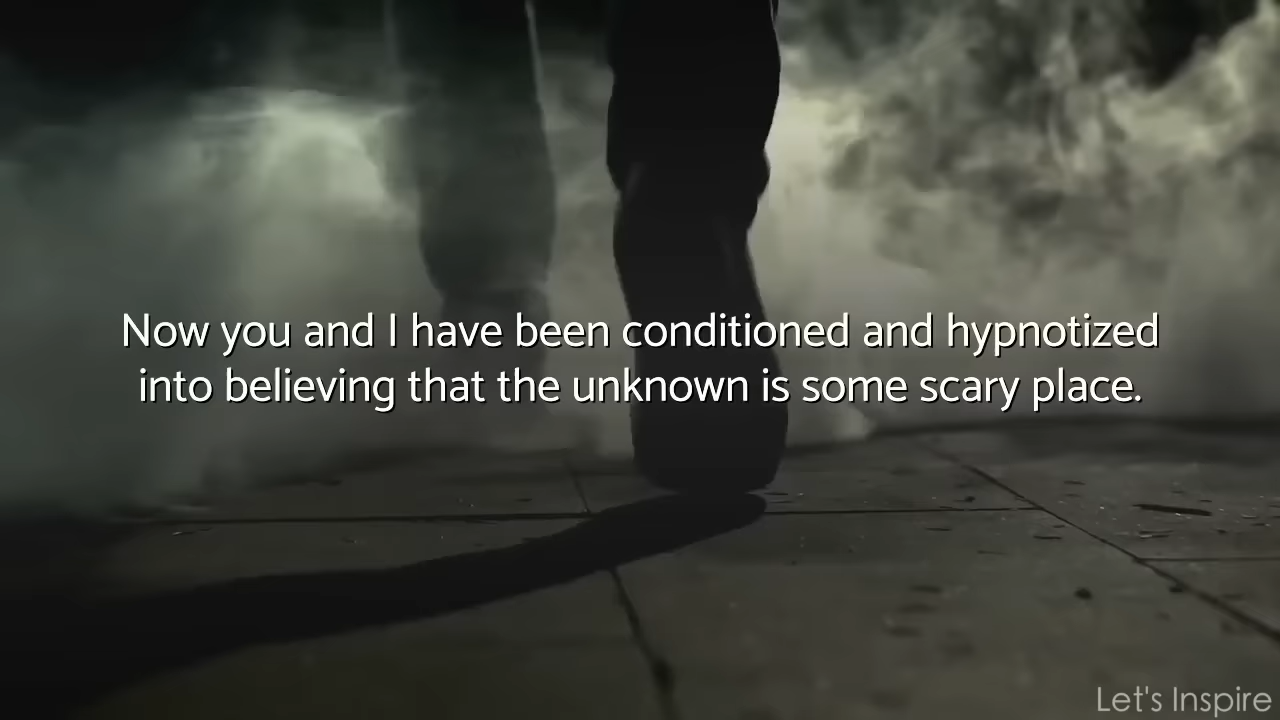 Now you and I have been conditioned and hypnotized
into believing that the unknown is some scary place.
Let's Inspire